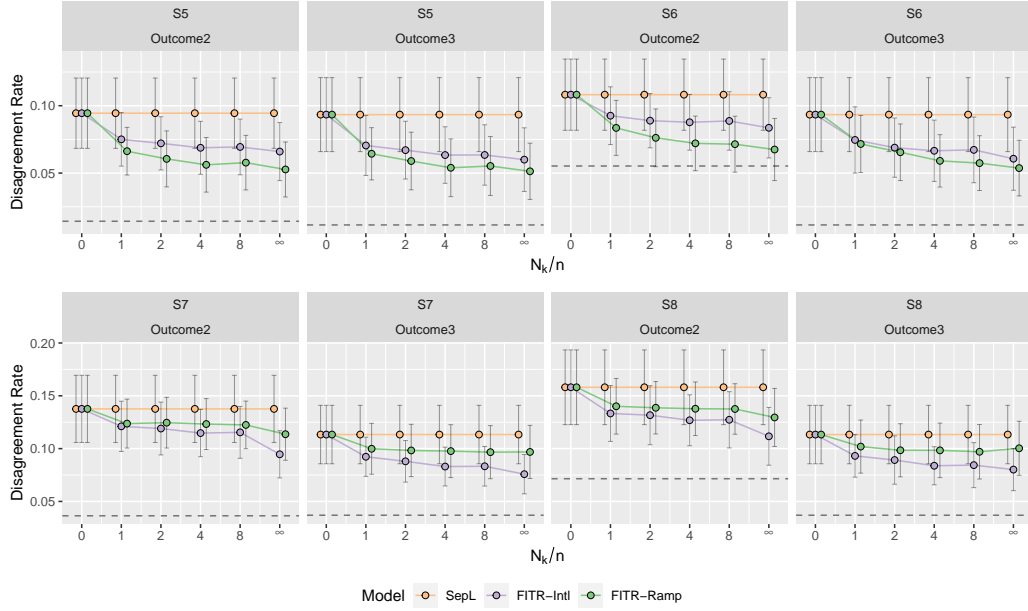 S5 S5 S6 S6
Outcome2 Outcome3 Outcome2 Outcome3
Disagreement Rate
0.10
0.05
0 1 2 4 8 ∞ 0 1 2 4 8 ∞ 0 1 2 4 8 ∞ 0 1 2 4 8 ∞
N_k/n N_k/n
S7 S7 S8 S8
Outcome2 Outcome3 Outcome2 Outcome3
Disagreement Rate
0.20
0.15
0.10
0.05
0 1 2 4 8 ∞ 0 1 2 4 8 ∞ 0 1 2 4 8 ∞ 0 1 2 4 8 ∞
N_k/n N_k/n
Model SepL FITR−Intl FITR−Ramp